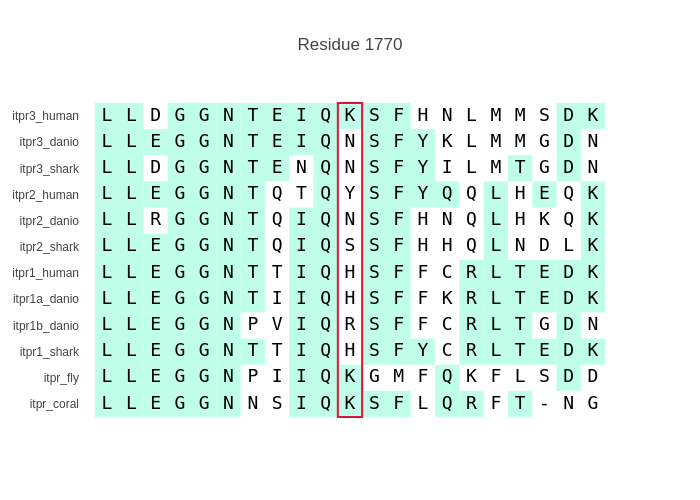 Residue 1770
itpr3_human L L D G G N T E I Q K S F H N L M M S D K
itpr3_danio L L E G G N T E I Q N S F Y K L M M G D N
itpr3_shark L L D G G N T E N Q N S F Y I L M T G D N
itpr2_human L L E G G N T Q T Q Y S F Y Q Q L H E Q K
itpr2_danio L L R G G N T Q I Q N S F H N Q L H K Q K
itpr2_shark L L E G G N T Q I Q S S F H H Q L N D L K
itpr1_human L L E G G N T T I Q H S F F C R L T E D K
itpr1a_danio L L E G G N T I I Q H S F F K R L T E D K
itpr1b_danio L L E G G N P V I Q R S F F C R L T G D N
itpr1_shark L L E G G N T T I Q H S F Y C R L T E D K
itpr_fly L L E G G N P I I Q K G M F Q K F L S D D
itpr_coral L L E G G N N S I Q K S F L Q R F T - N G